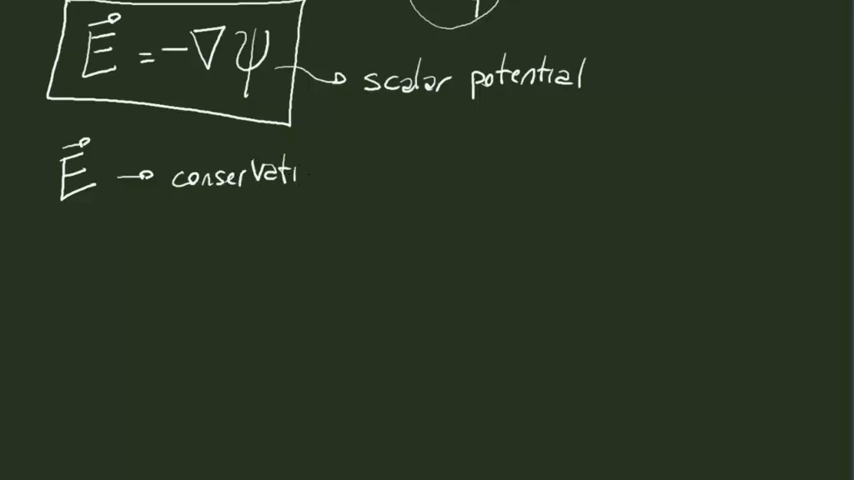 E⃗ = -∇ψ → scalar potential
E⃗ → conservati